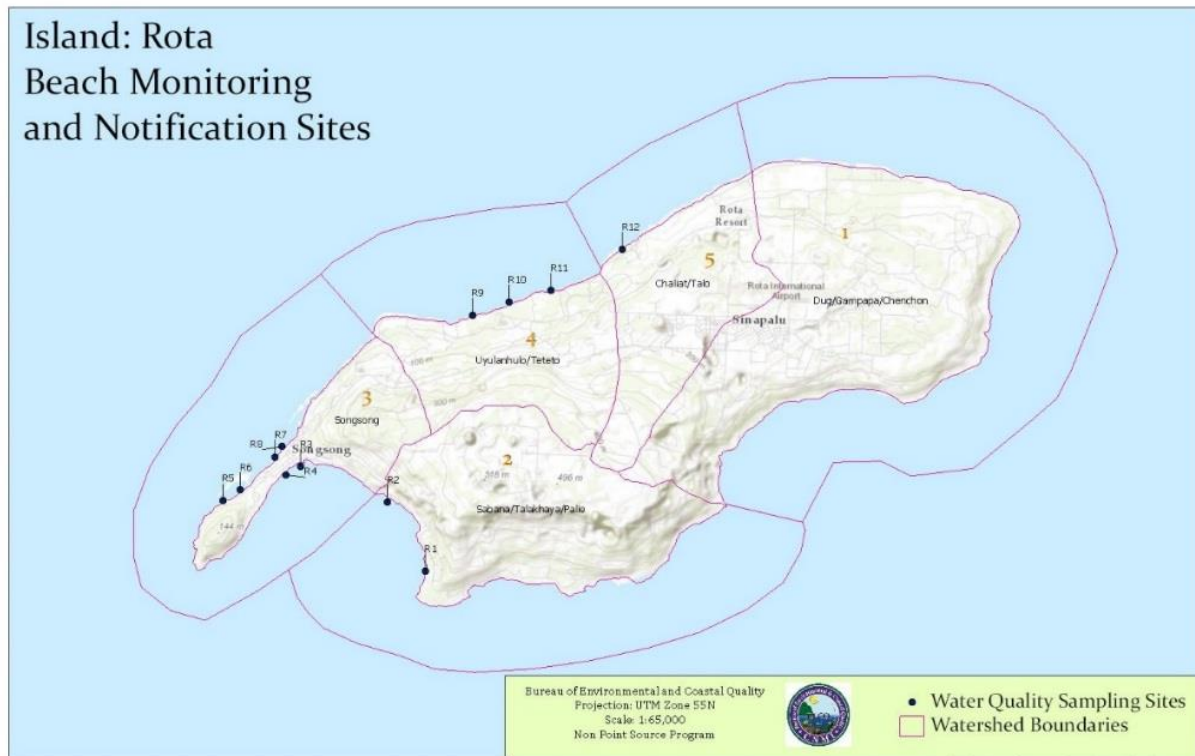 Island: Rota
Beach Monitoring
and Notification Sites
R12
Rota
Resort
1
R11
R10
R9
5
Chaliat/Talo
Rota International
Airport
Dug/Gampapa/Chenchon
Sinapalu
4
Uyulanhulo/Teteto
100 m
300 m
3
Songsong
R7
R8
R3
Songsong
R4
R6
R5
R2
2
496 m
Sabana/Talakhaya/Palie
144 m
R1
Bureau of Environmental and Coastal Quality
Projection: UTM Zone 55N
Scale: 1:65,000
Non Point Source Program
Water Quality Sampling Sites
Watershed Boundaries